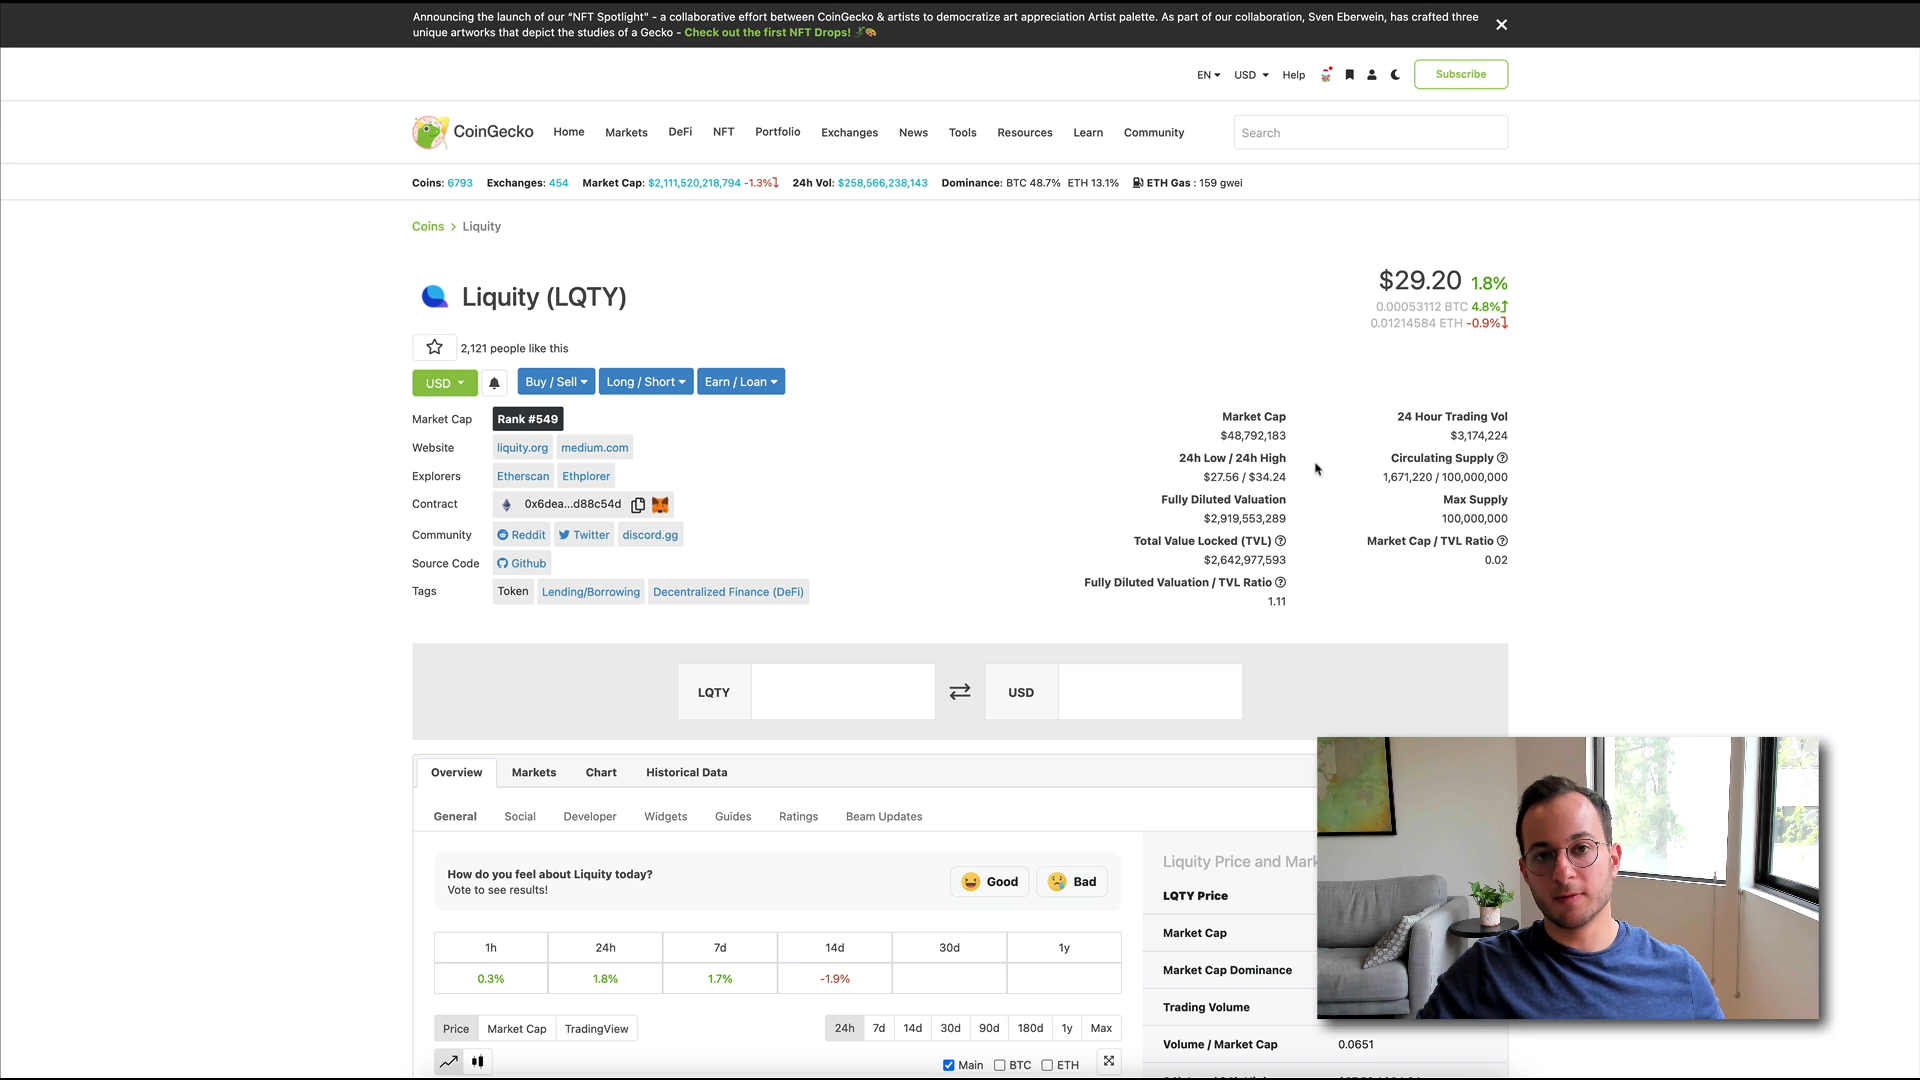 Announcing the launch of our “NFT Spotlight" - a collaborative effort between CoinGecko & artists to democratize art appreciation Artist palette. As part of our collaboration, Sven Eberwein, has crafted three
unique artworks that depict the studies of a Gecko - Check out the first NFT Drops!
EN USD Help Subscribe
CoinGecko Home Markets DeFi NFT Portfolio Exchanges News Tools Resources Learn Community Search
Coins: 6793 Exchanges: 454 Market Cap: $2,111,520,218,794 -1.3% 24h Vol: $258,566,238,143 Dominance: BTC 48.7% ETH 13.1% ETH Gas : 159 gwei
Coins > Liquity
Liquity (LQTY)
$29.20 1.8%
0.00053112 BTC 4.8%
0.01214584 ETH -0.9%
2,121 people like this
USD Buy / Sell Long / Short Earn / Loan
Market Cap Rank #549
Website liquity.org medium.com
Explorers Etherscan Ethplorer
Contract 0x6dea...d88c54d
Community Reddit Twitter discord.gg
Source Code Github
Tags Token Lending/Borrowing Decentralized Finance (DeFi)
Market Cap 24 Hour Trading Vol
$48,792,183 $3,174,224
24h Low / 24h High Circulating Supply
$27.56 / $34.24 1,671,220 / 100,000,000
Fully Diluted Valuation Max Supply
$2,919,553,289 100,000,000
Total Value Locked (TVL) Market Cap / TVL Ratio
$2,642,977,593 0.02
Fully Diluted Valuation / TVL Ratio
1.11
LQTY USD
Overview Markets Chart Historical Data
General Social Developer Widgets Guides Ratings Beam Updates
How do you feel about Liquity today?
Vote to see results!
Good Bad
1h 24h 7d 14d 30d 1y
0.3% 1.8% 1.7% -1.9%
Price Market Cap TradingView 24h 7d 14d 30d 90d 180d 1y Max
Main BTC ETH
Liquity Price and Mark
LQTY Price
Market Cap
Market Cap Dominance
Trading Volume
Volume / Market Cap 0.0651